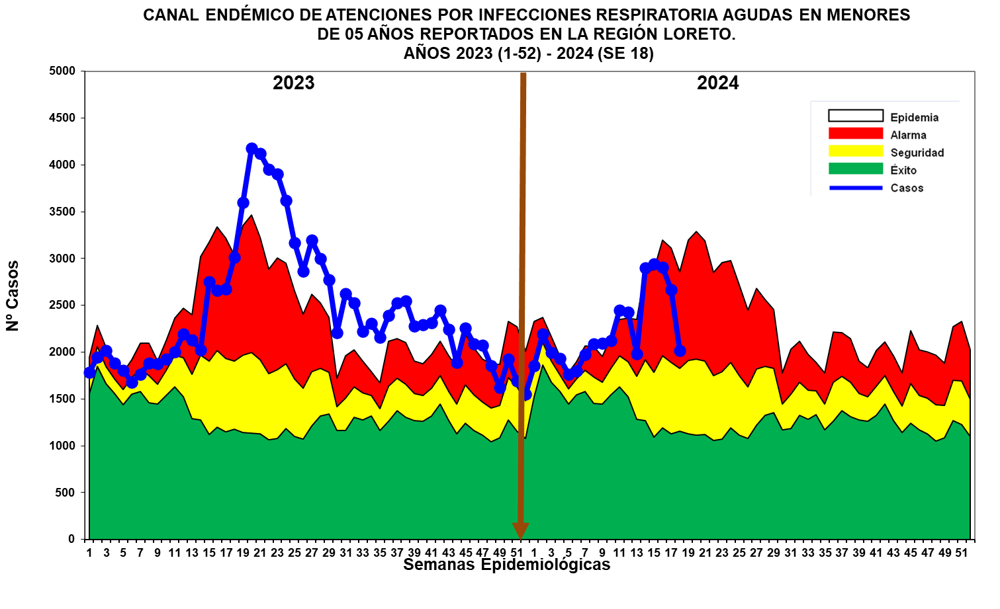 CANAL ENDÉMICO DE ATENCIONES POR INFECCIONES RESPIRATORIA AGUDAS EN MENORES
DE 05 AÑOS REPORTADOS EN LA REGIÓN LORETO.
AÑOS 2023 (1-52) - 2024 (SE 18)
2023
2024
Epidemia
Alarma
Seguridad
Éxito
Casos
Nº Casos
5000
4500
4000
3500
3000
2500
2000
1500
1000
500
0
1 3 5 7 9 11 13 15 17 19 21 23 25 27 29 31 33 35 37 39 41 43 45 47 49 51 1 3 5 7 9 11 13 15 17 19 21 23 25 27 29 31 33 35 37 39 41 43 45 47 49 51
Semanas Epidemiológicas